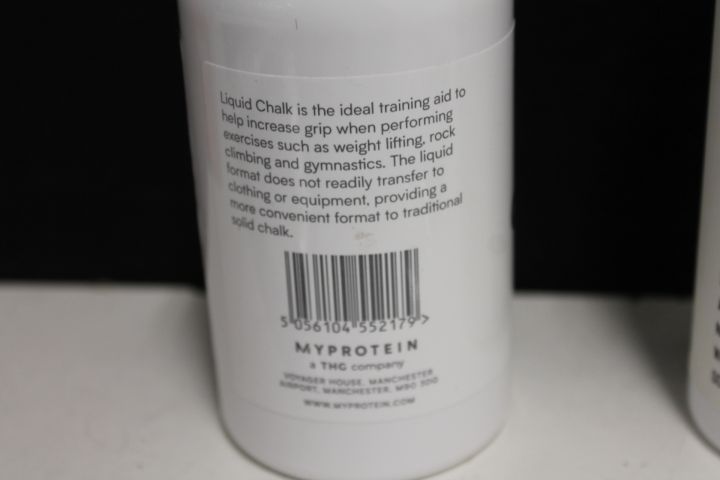 Liquid Chalk is the ideal training aid to
help increase grip when performing
exercises such as weight lifting, rock
climbing and gymnastics. The liquid
format does not readily transfer to
clothing or equipment, providing a
more convenient format to traditional
solid chalk.
5 056104 552179 >
MYPROTEIN
a THG company
VOYAGER HOUSE, MANCHESTER
AIRPORT, MANCHESTER, M90 3DQ
WWW.MYPROTEIN.COM